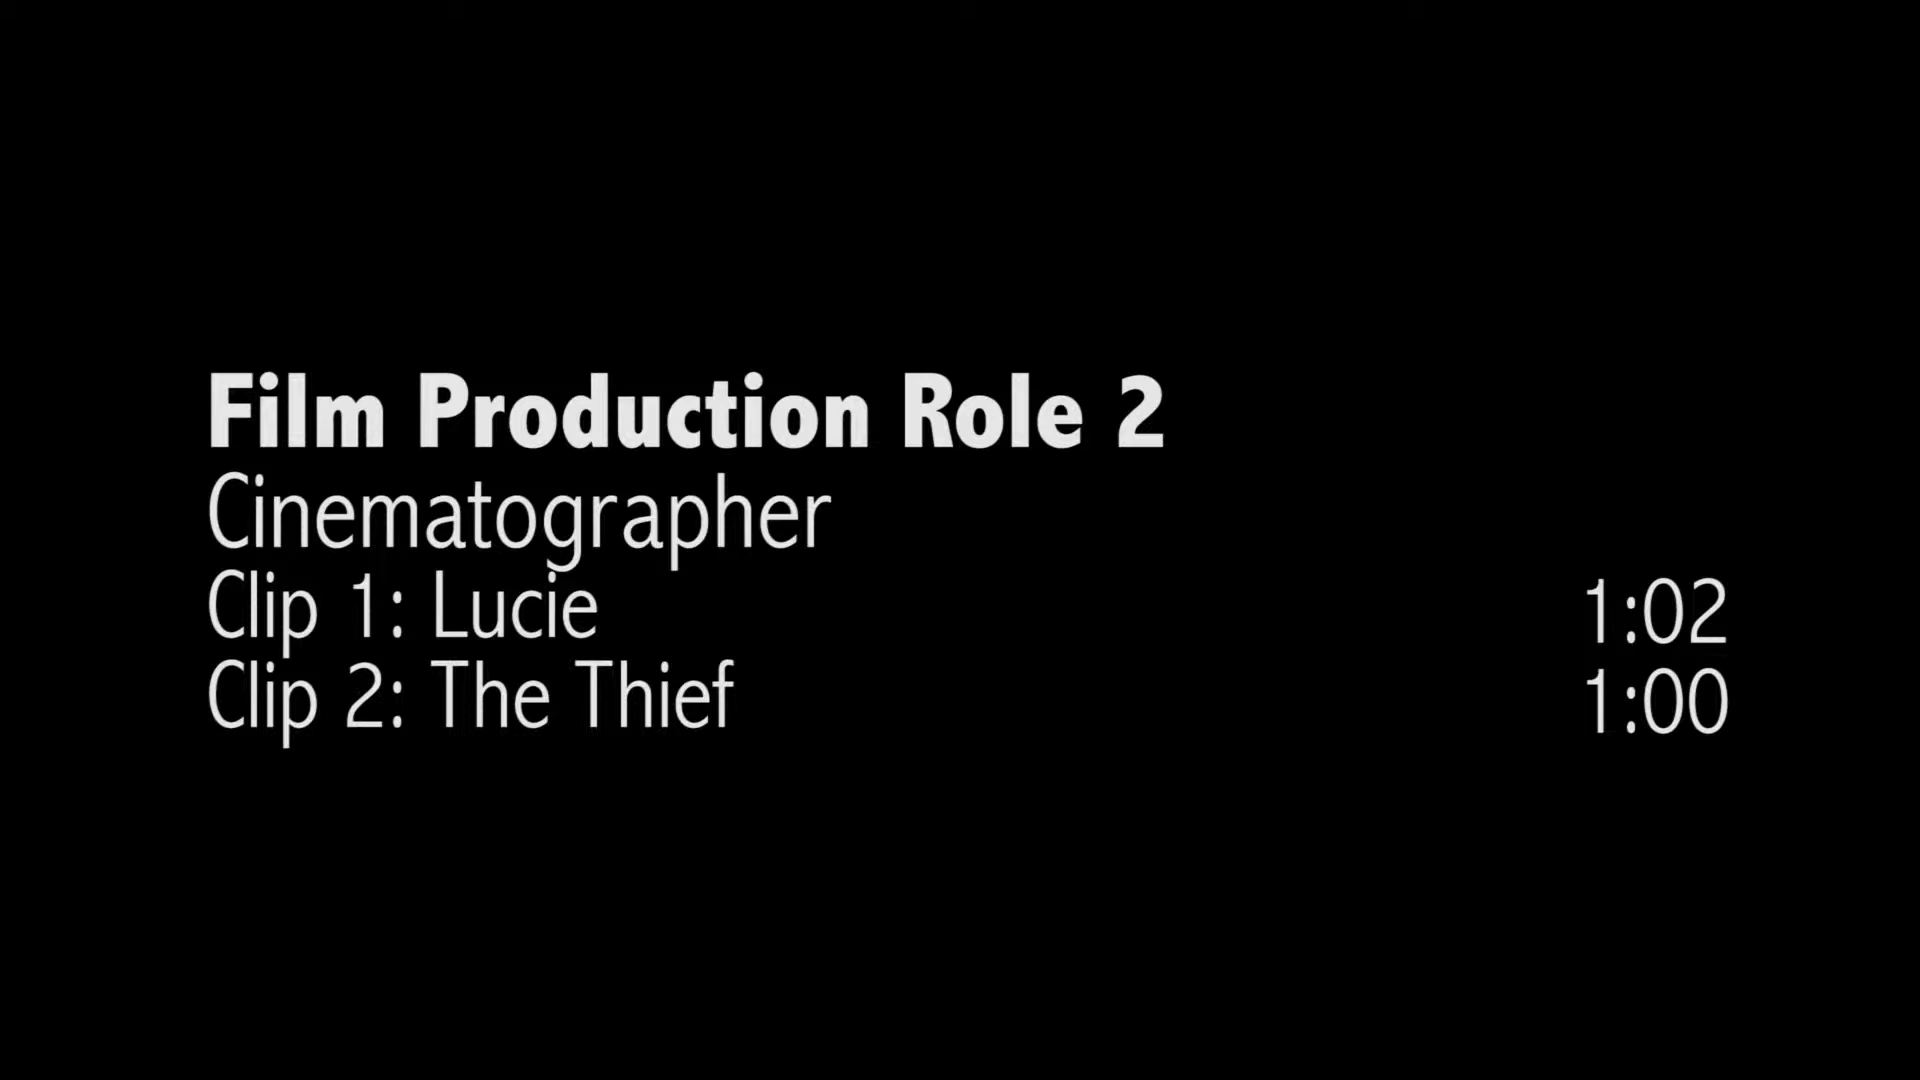 Film Production Role 2
Cinematographer
Clip 1: Lucie 1:02
Clip 2: The Thief 1:00